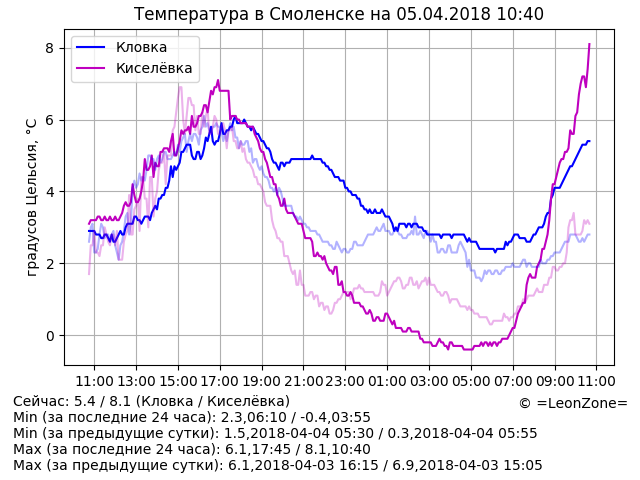 Температура в Смоленске на 05.04.2018 10:40
Кловка
Киселёвка
градусов Цельсия, °C
8
6
4
2
0
11:00 13:00 15:00 17:00 19:00 21:00 23:00 01:00 03:00 05:00 07:00 09:00 11:00
Сейчас: 5.4 / 8.1 (Кловка / Киселёвка)
© =LeonZone=
Min (за последние 24 часа): 2.3,06:10 / -0.4,03:55
Min (за предыдущие сутки): 1.5,2018-04-04 05:30 / 0.3,2018-04-04 05:55
Max (за последние 24 часа): 6.1,17:45 / 8.1,10:40
Max (за предыдущие сутки): 6.1,2018-04-03 16:15 / 6.9,2018-04-03 15:05